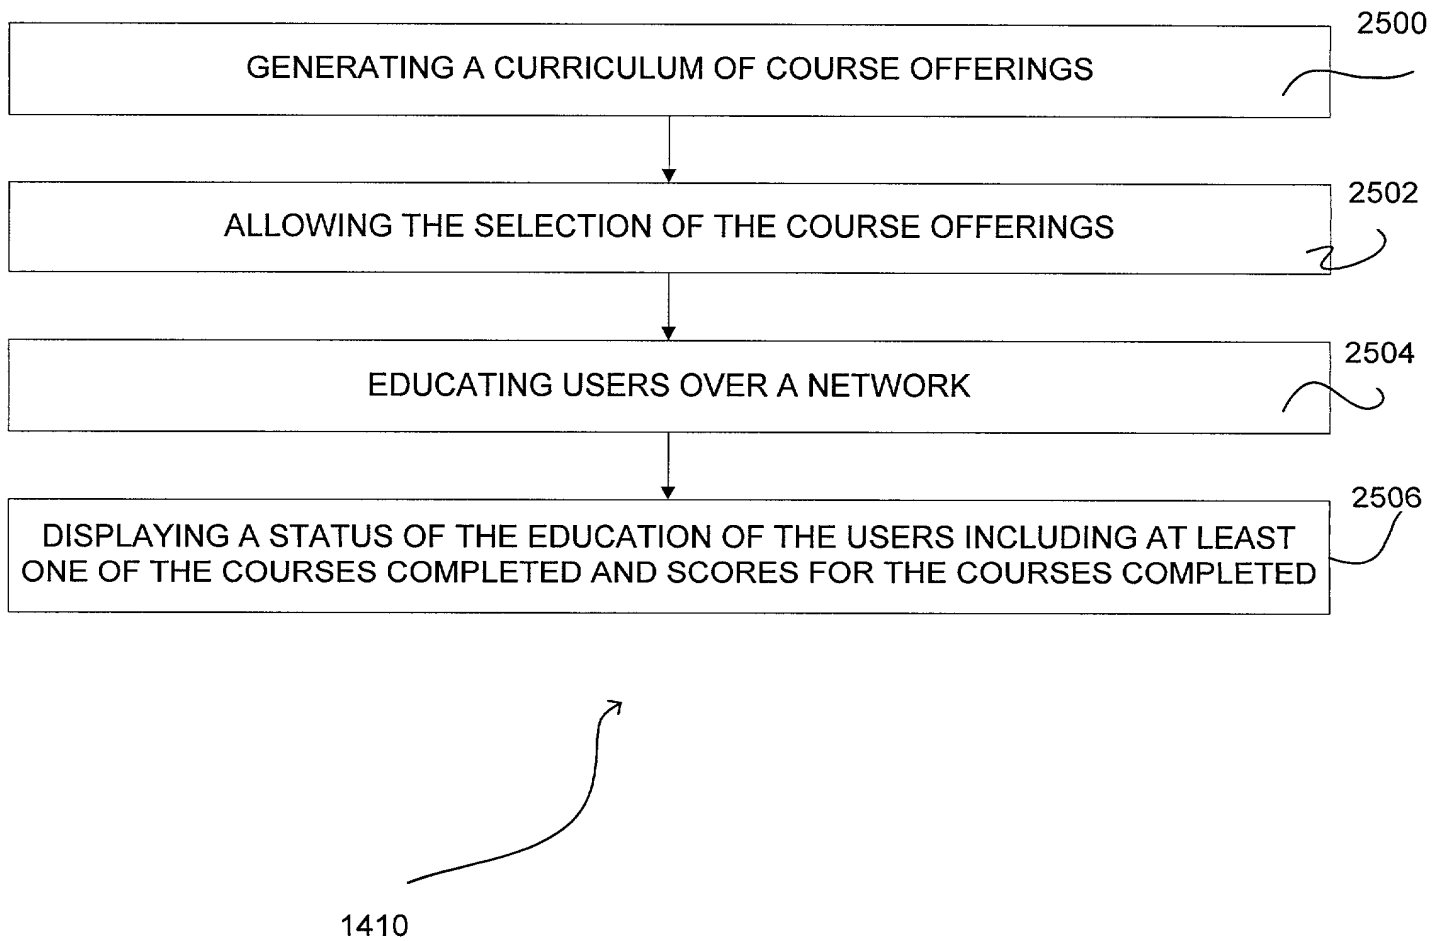 2500
GENERATING A CURRICULUM OF COURSE OFFERINGS
2502
ALLOWING THE SELECTION OF THE COURSE OFFERINGS
2504
EDUCATING USERS OVER A NETWORK
2506
DISPLAYING A STATUS OF THE EDUCATION OF THE USERS INCLUDING AT LEAST
ONE OF THE COURSES COMPLETED AND SCORES FOR THE COURSES COMPLETED
1410